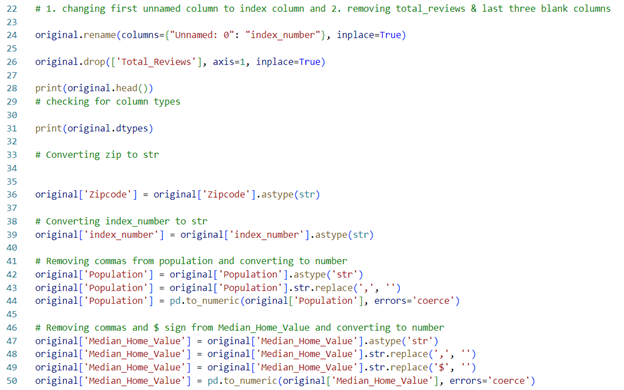 22 # 1. changing first unnamed column to index column and 2. removing total_reviews & last three blank columns
23
24 original.rename(columns={"Unnamed: 0": "index_number"}, inplace=True)
25
26 original.drop(['Total_Reviews'], axis=1, inplace=True)
27
28 print(original.head())
29 # checking for column types
30
31 print(original.dtypes)
32
33 # Converting zip to str
34
35
36 original['Zipcode'] = original['Zipcode'].astype(str)
37
38 # Converting index_number to str
39 original['index_number'] = original['index_number'].astype(str)
40
41 # Removing commas from population and converting to number
42 original['Population'] = original['Population'].astype('str')
43 original['Population'] = original['Population'].str.replace(',', '')
44 original['Population'] = pd.to_numeric(original['Population'], errors='coerce')
45
46 # Removing commas and $ sign from Median_Home_Value and converting to number
47 original['Median_Home_Value'] = original['Median_Home_Value'].astype('str')
48 original['Median_Home_Value'] = original['Median_Home_Value'].str.replace(',', '')
49 original['Median_Home_Value'] = original['Median_Home_Value'].str.replace('$', '')
50 original['Median_Home_Value'] = pd.to_numeric(original['Median_Home_Value'], errors='coerce')